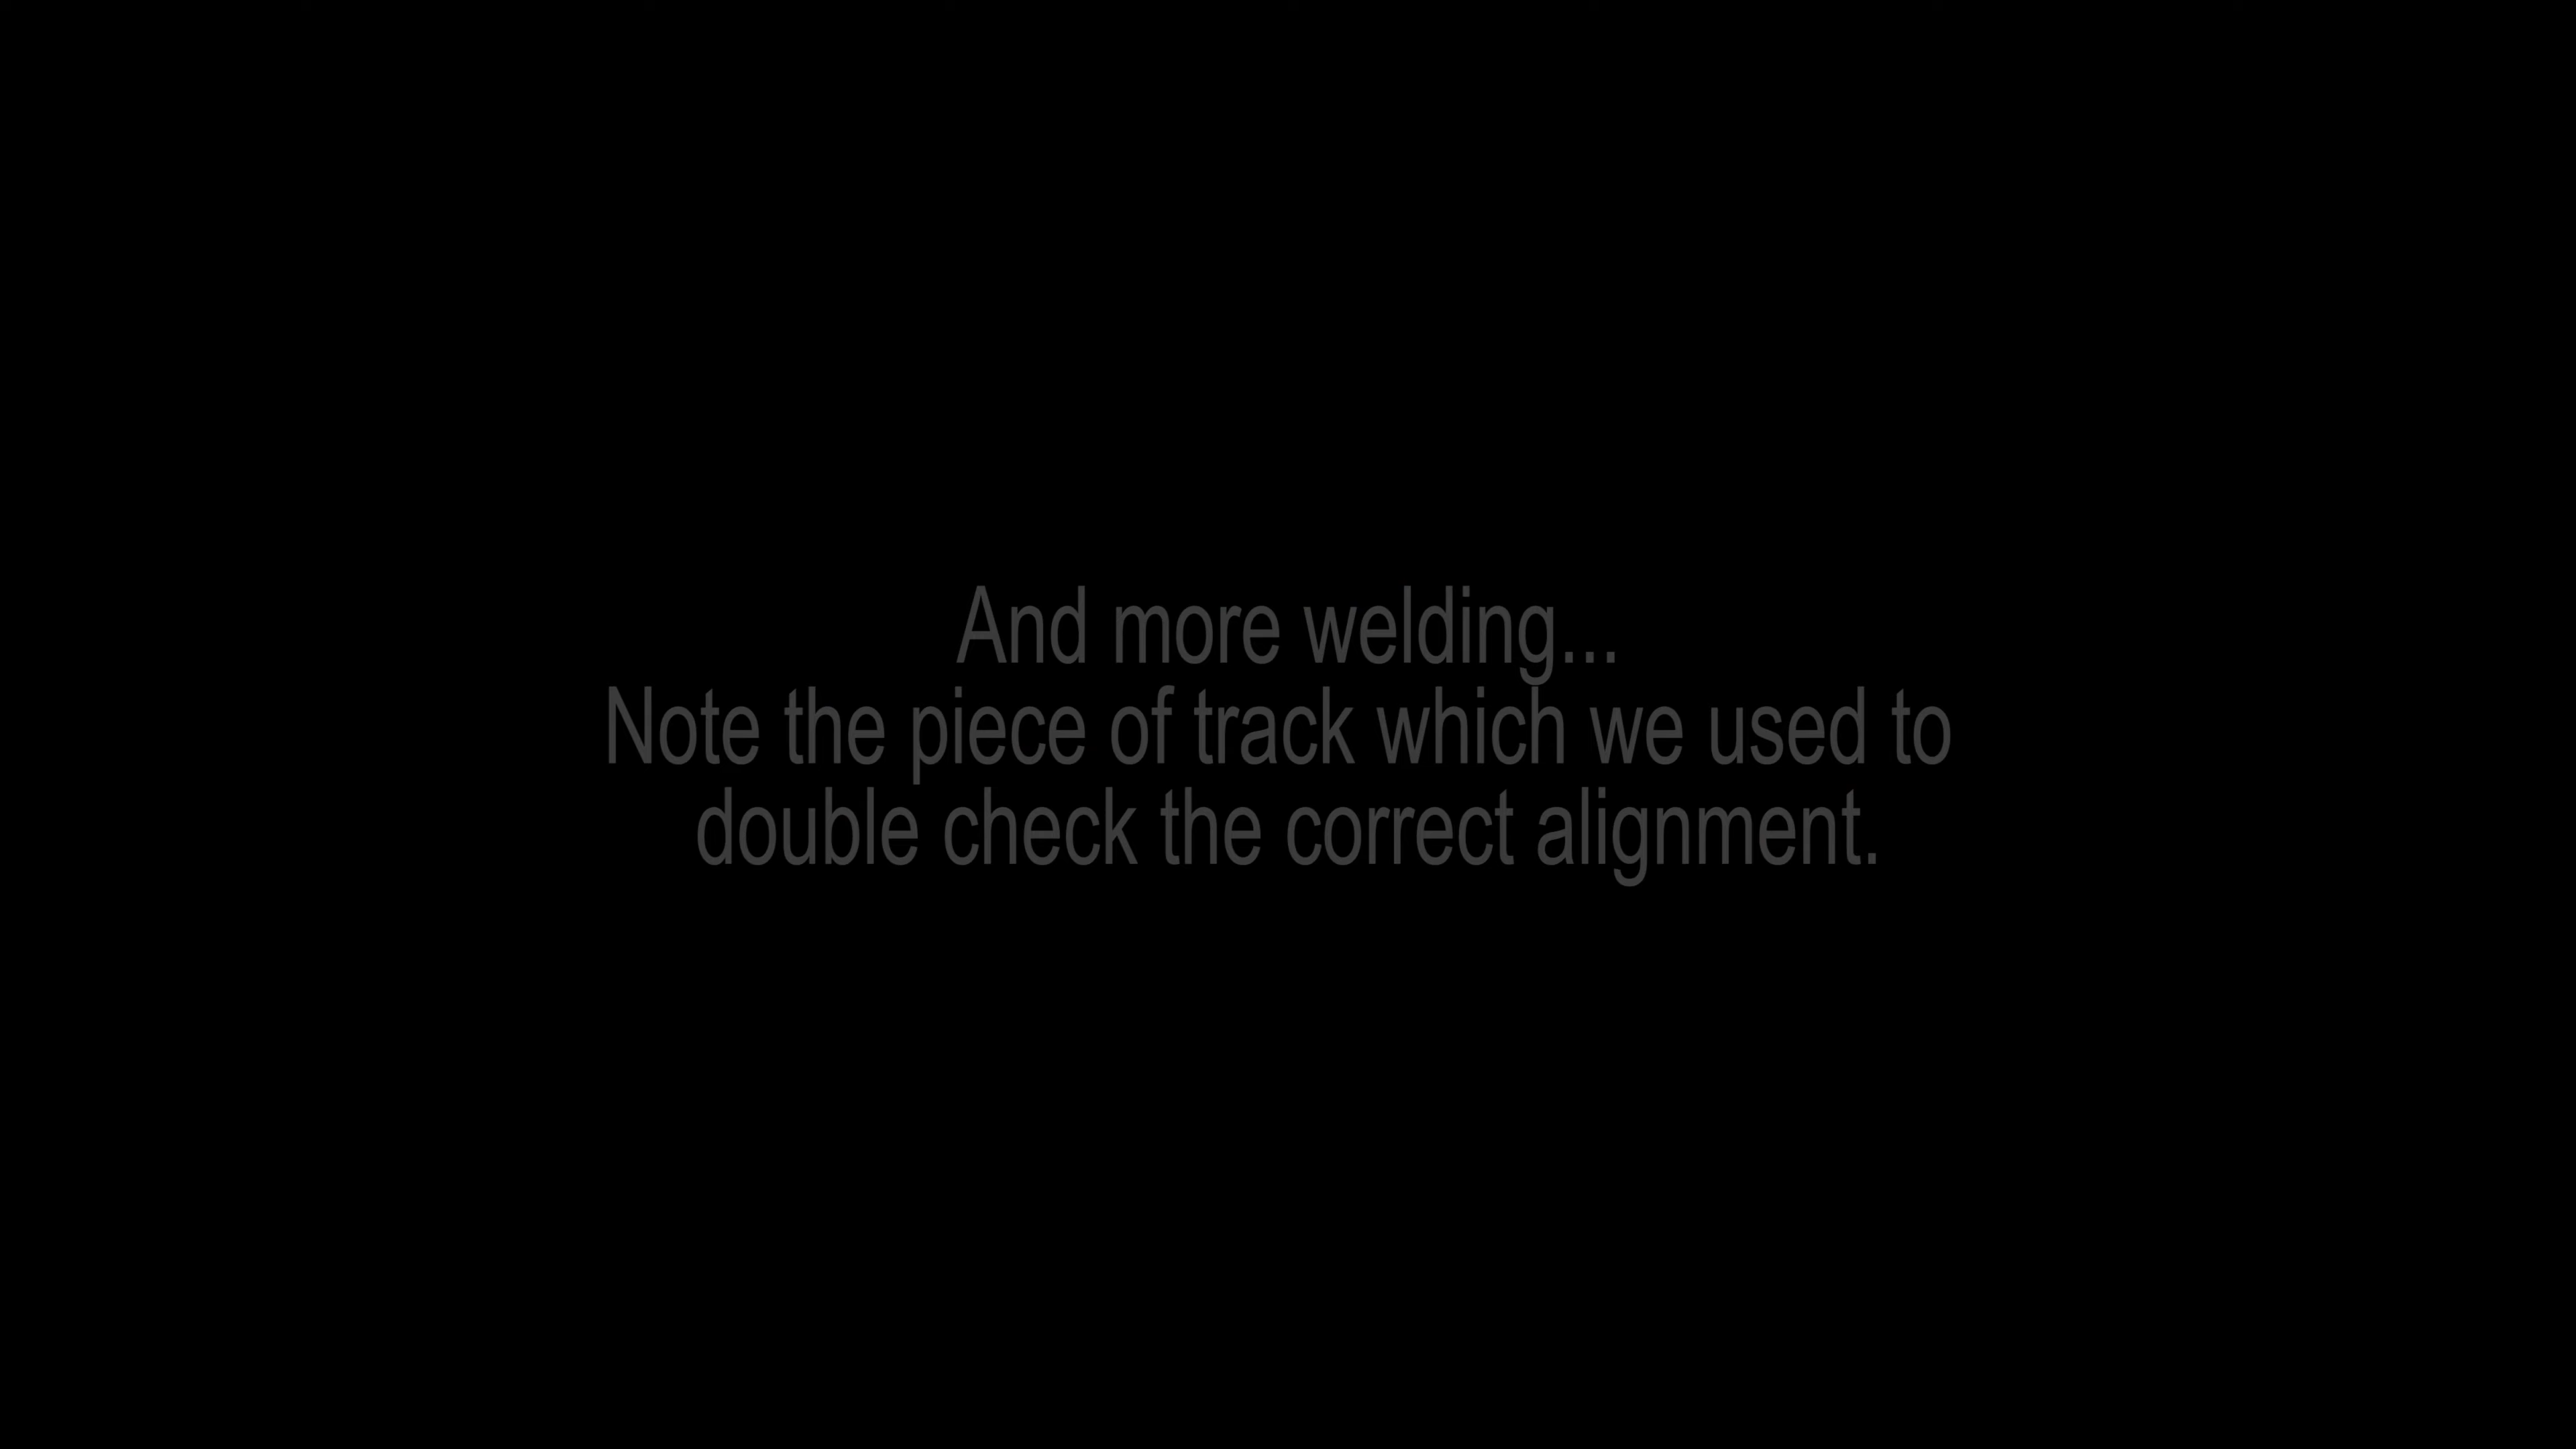 And more welding...
Note the piece of track which we used to
double check the correct alignment.